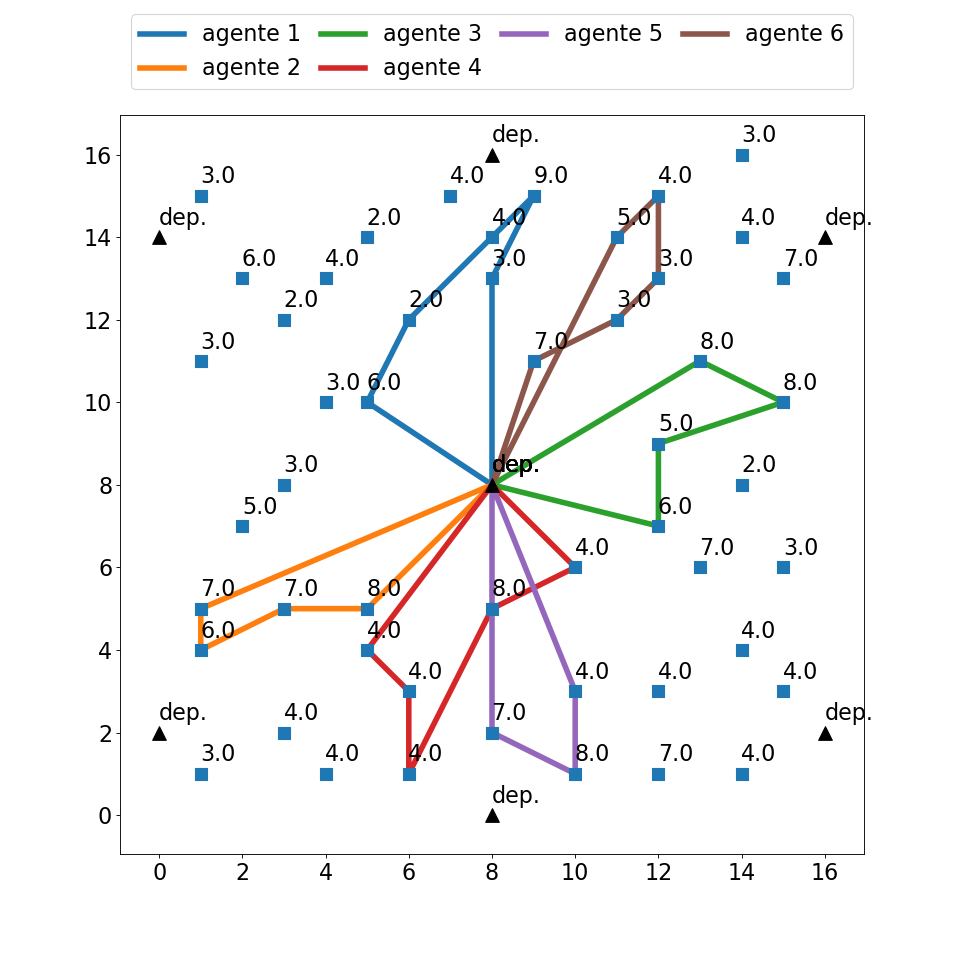 agente 1 agente 3 agente 5 agente 6
agente 2 agente 4
dep. 3.0
16
3.0 4.0 9.0 4.0
dep. 2.0 4.0 5.0 4.0 dep.
14
6.0 4.0 3.0 3.0 7.0
2.0 2.0 3.0
12
3.0 7.0 8.0
3.0 6.0 8.0
10
5.0
3.0 dep. 2.0
8
5.0 6.0
4.0 7.0 3.0
6
7.0 7.0 8.0 8.0
6.0 4.0 4.0
4
4.0 4.0 4.0 4.0
dep. 4.0 7.0 dep.
2
3.0 4.0 4.0 8.0 7.0 4.0
dep.
0
0 2 4 6 8 10 12 14 16